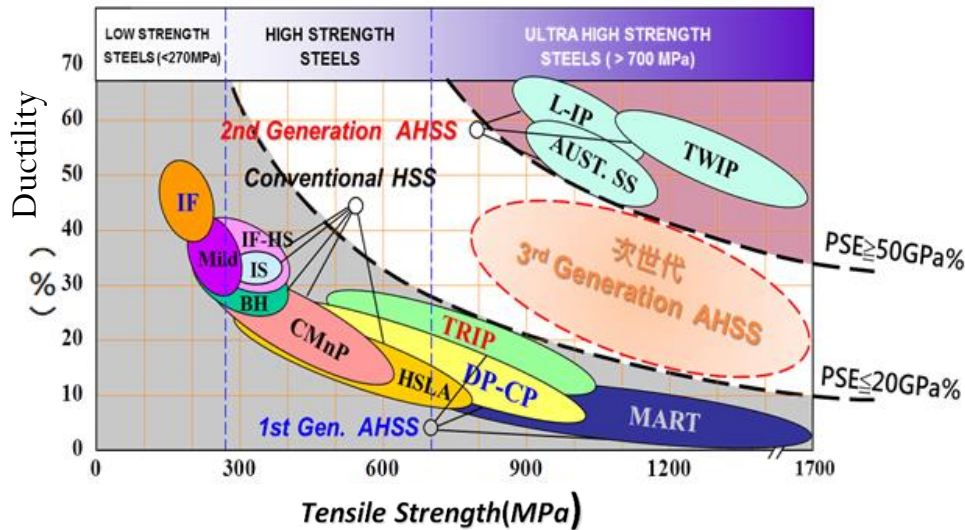 LOW STRENGTH
STEELS (<270MPa)
HIGH STRENGTH
STEELS
ULTRA HIGH STRENGTH
STEELS ( > 700 MPa)
Ductility
(%)
70
60
50
40
30
20
10
0
L-IP
TWIP
AUST. SS
2nd Generation AHSS
Conventional HSS
IF
IF-HS
Mild
IS
BH
次世代
3rd Generation AHSS
PSE≧50GPa%
CMnP
TRIP
HSLA
DP-CP
PSE≦20GPa%
1st Gen. AHSS
MART
0
300
600
900
1200
1700
Tensile Strength(MPa)